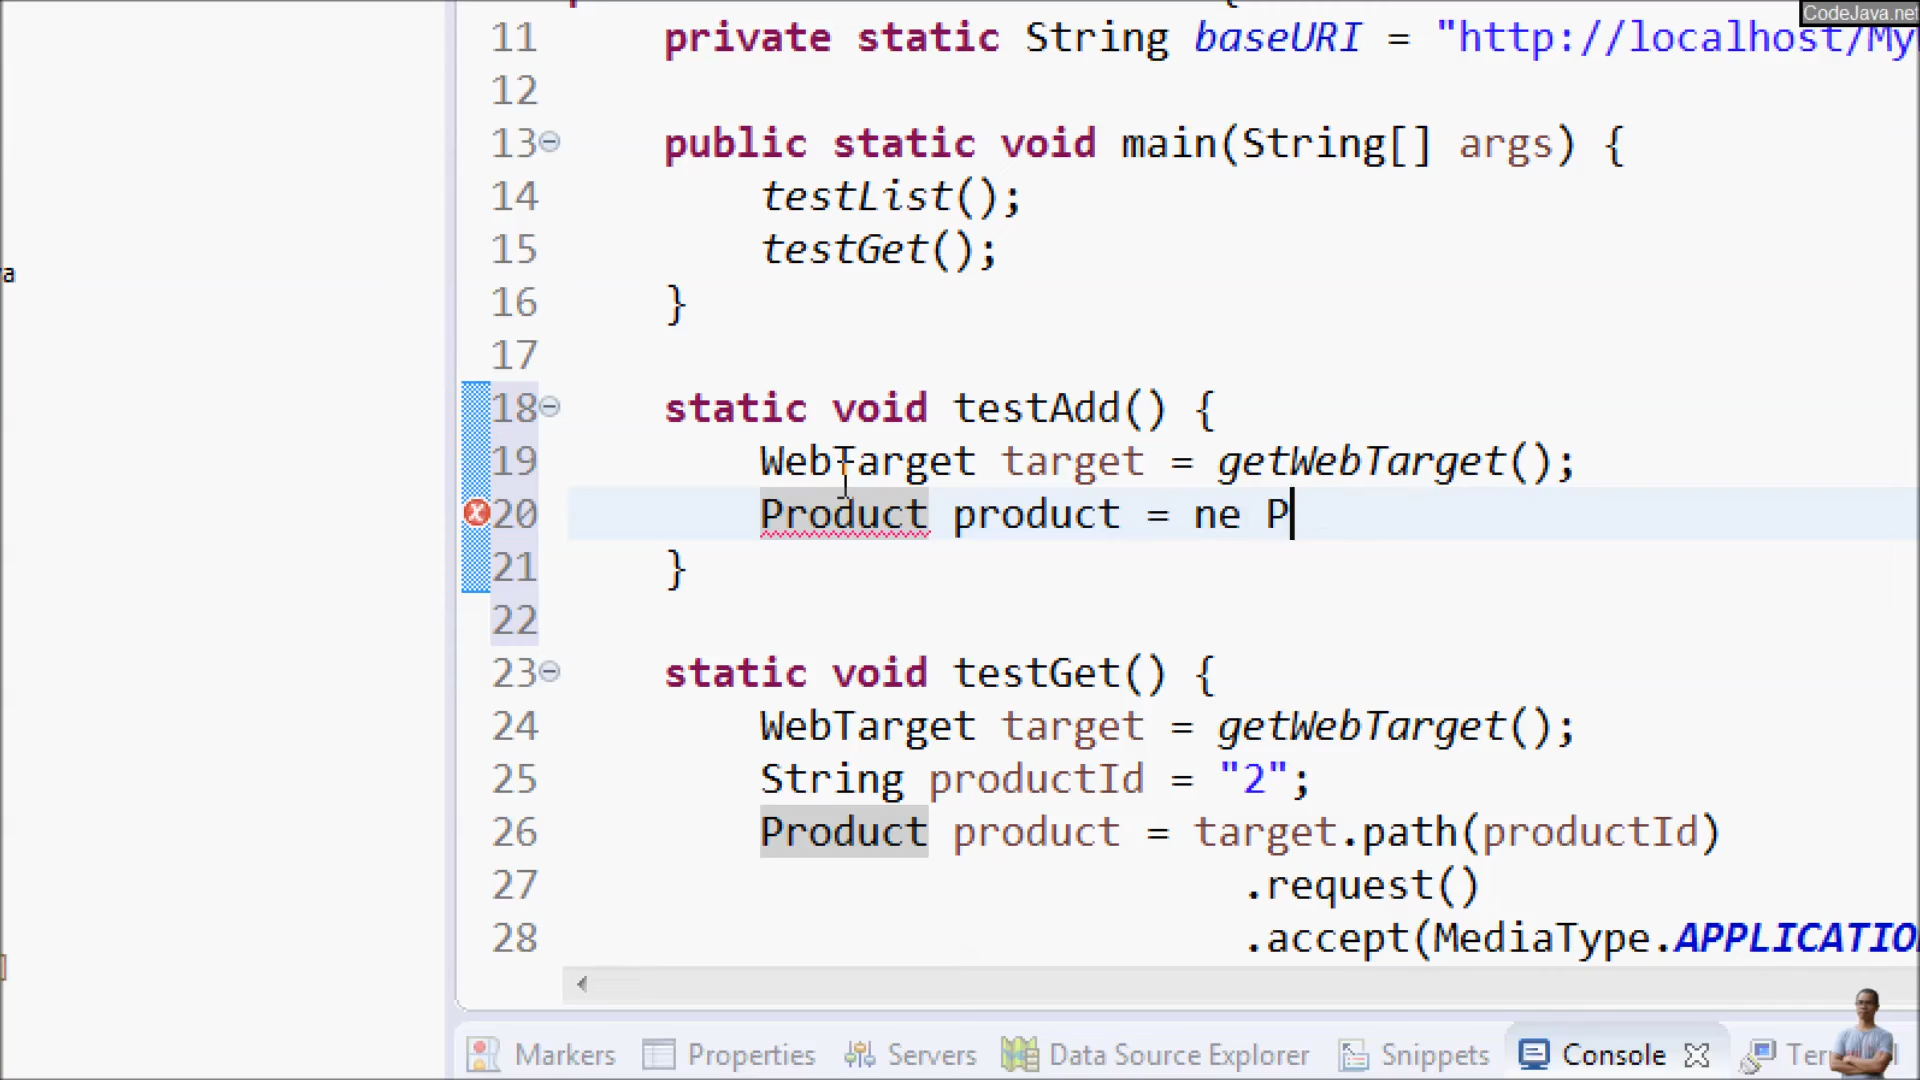 CodeJava.net
11 private static String baseURI = "http://localhost/My
12
13 public static void main(String[] args) {
14 testList();
15 testGet();
16 }
17
18 static void testAdd() {
19 WebTarget target = getWebTarget();
20 Product product = ne P
21 }
22
23 static void testGet() {
24 WebTarget target = getWebTarget();
25 String productId = "2";
26 Product product = target.path(productId)
27 .request()
28 .accept(MediaType.APPLICATIO
va
Markers Properties Servers Data Source Explorer Snippets Console Ter